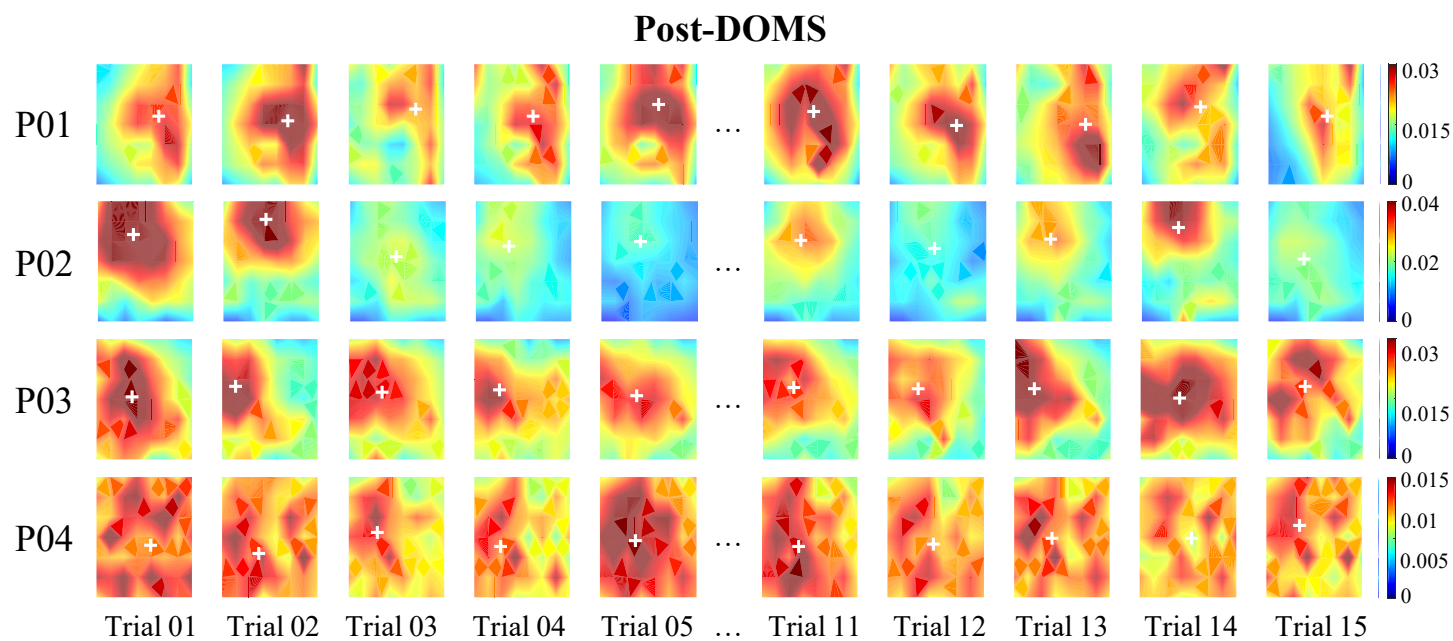 Post-DOMS
P01 … 0.03 0.015 0
P02 … 0.04 0.02 0
P03 … 0.03 0.015 0
P04 … 0.015 0.010 0.005 0
Trial 01 Trial 02 Trial 03 Trial 04 Trial 05 … Trial 11 Trial 12 Trial 13 Trial 14 Trial 15